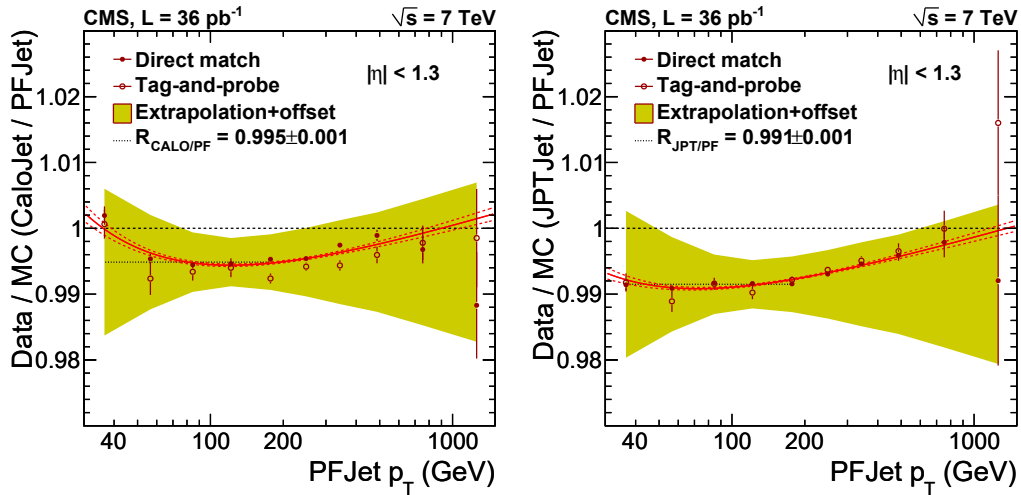 CMS, L = 36 pb⁻¹ √s = 7 TeV
Direct match
Tag-and-probe
|η| < 1.3
Extrapolation+offset
R_CALO/PF = 0.995±0.001
1.02
1.01
1
0.99
0.98
Data / MC (CaloJet / PFJet)
40 100 200 1000
PFJet p_T (GeV)
CMS, L = 36 pb⁻¹ √s = 7 TeV
Direct match
Tag-and-probe
|η| < 1.3
Extrapolation+offset
R_JPT/PF = 0.991±0.001
1.02
1.01
1
0.99
0.98
Data / MC (JPTJet / PFJet)
40 100 200 1000
PFJet p_T (GeV)